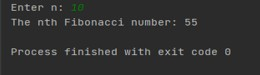 Enter n: 10
The nth Fibonacci number: 55
Process finished with exit code 0